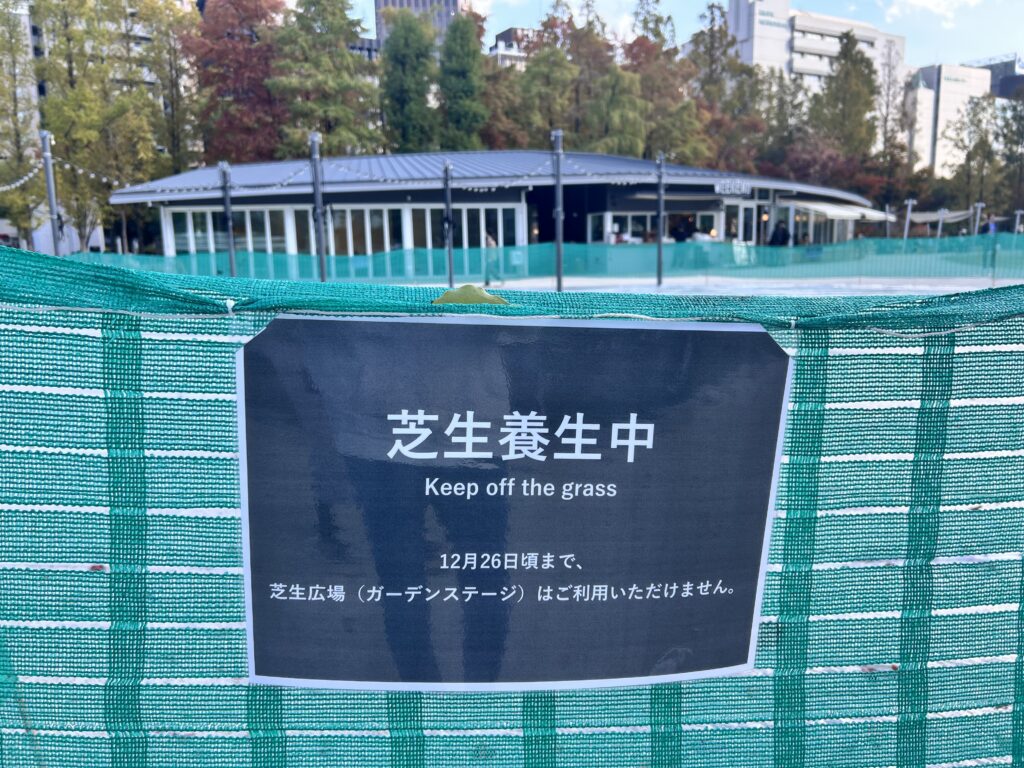 芝生養生中
Keep off the grass
12月26日頃まで、
芝生広場（ガーデンステージ）はご利用いただけません。